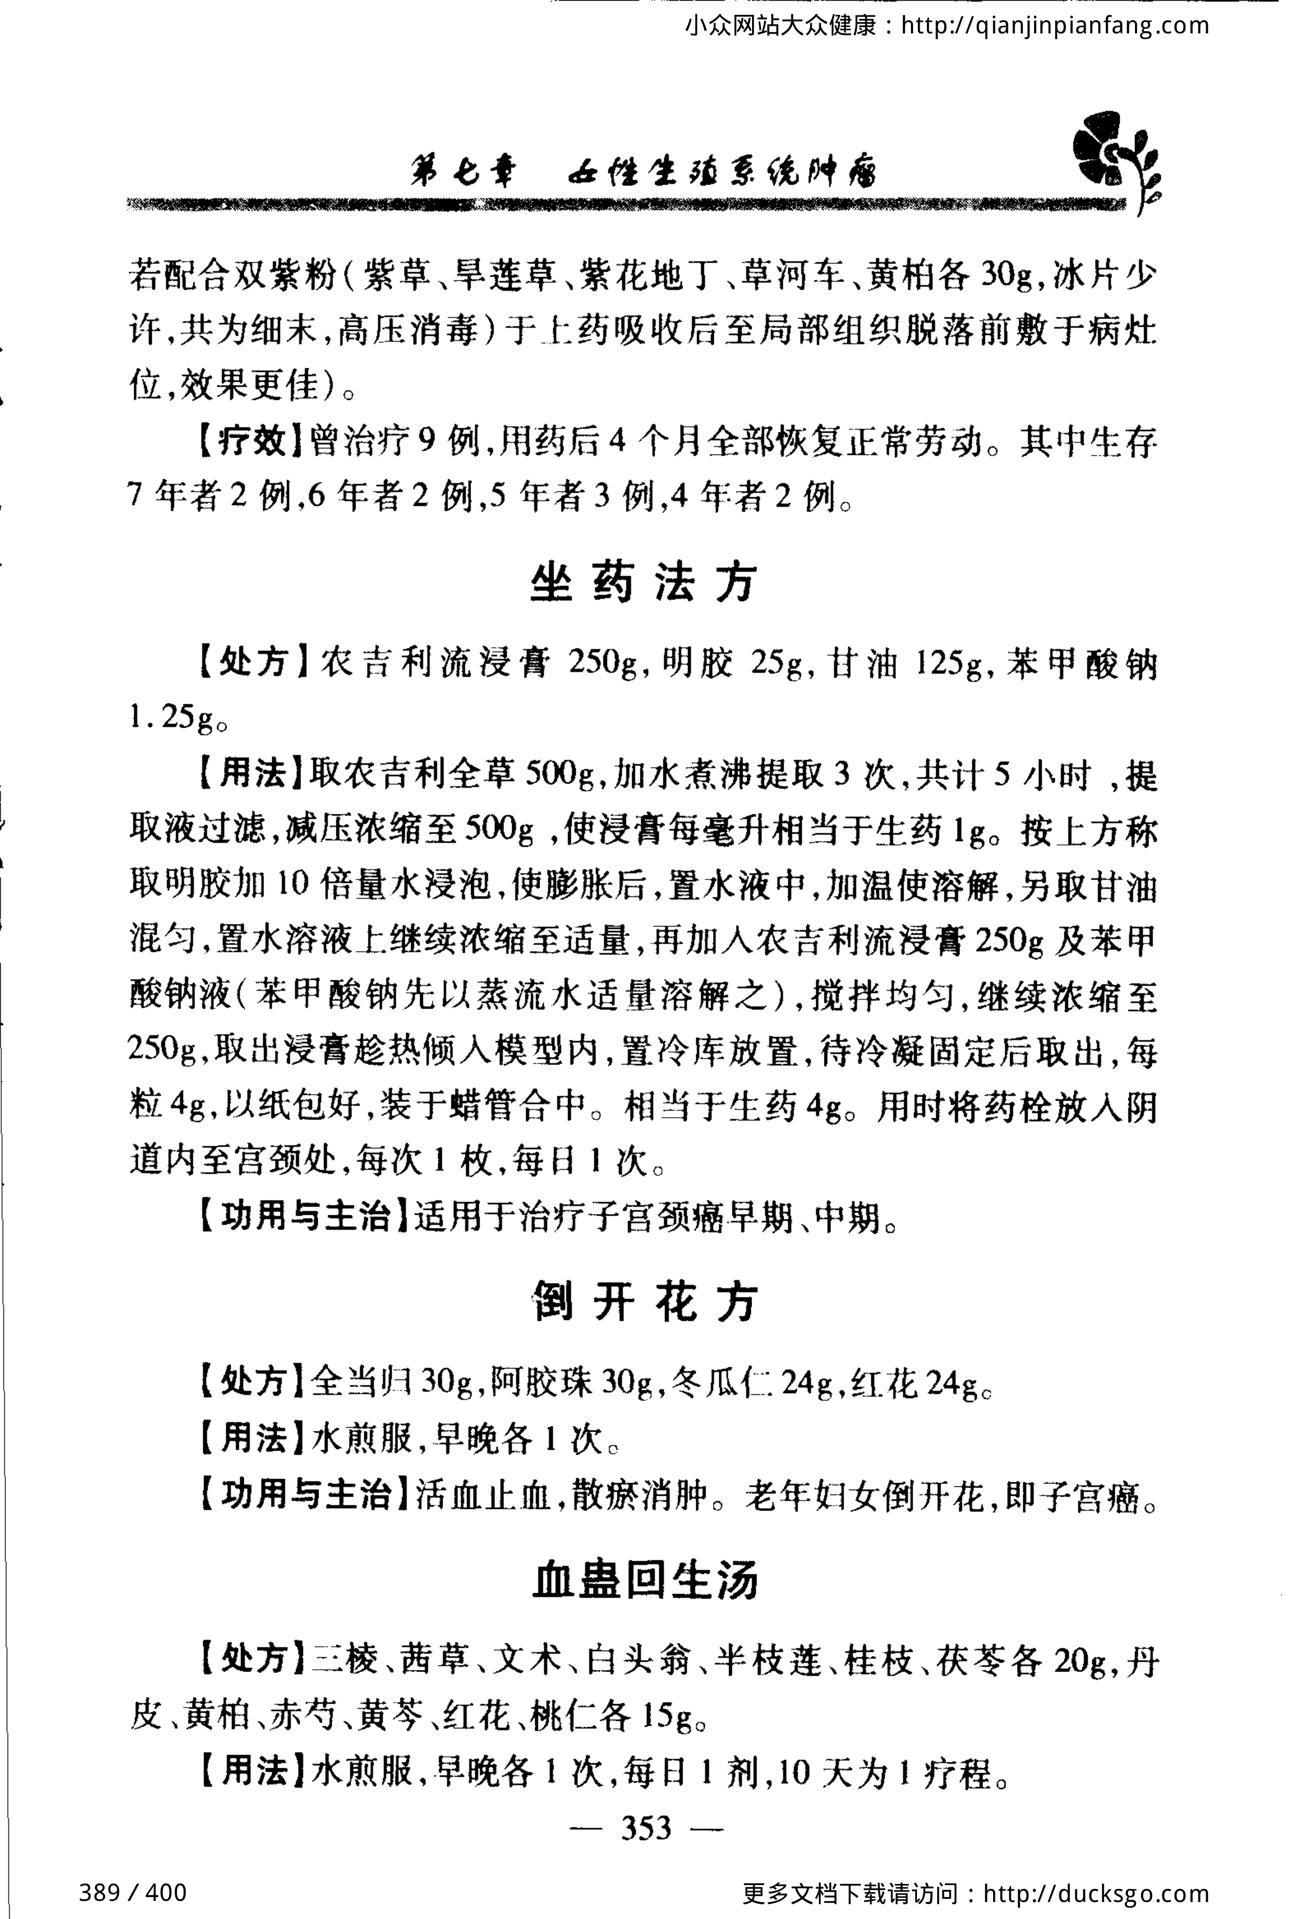 小众网站大众健康：http://qianjinpianfang.com
第七章 女性生殖系统肿瘤
若配合双紫粉(紫草、旱莲草、紫花地丁、草河车、黄柏各 30g,冰片少
许,共为细末,高压消毒)于上药吸收后至局部组织脱落前敷于病灶
位,效果更佳)。
【疗效】曾治疗 9 例,用药后 4 个月全部恢复正常劳动。其中生存
7 年者 2 例,6 年者 2 例,5 年者 3 例,4 年者 2 例。
坐药法方
【处方】农吉利流浸膏 250g,明胶 25g,甘油 125g,苯甲酸钠
1.25g。
【用法】取农吉利全草 500g,加水煮沸提取 3 次,共计 5 小时,提
取液过滤,减压浓缩至 500g,使浸膏每毫升相当于生药 1g。按上方称
取明胶加 10 倍量水浸泡,使膨胀后,置水液中,加温使溶解,另取甘油
混匀,置水溶液上继续浓缩至适量,再加入农吉利流浸膏 250g 及苯甲
酸钠液(苯甲酸钠先以蒸流水适量溶解之),搅拌均匀,继续浓缩至
250g,取出浸膏趁热倾入模型内,置冷库放置,待冷凝固定后取出,每
粒 4g,以纸包好,装于蜡管合中。相当于生药 4g。用时将药栓放入阴
道内至宫颈处,每次 1 枚,每日 1 次。
【功用与主治】适用于治疗子宫颈癌早期、中期。
倒开花方
【处方】全当归 30g,阿胶珠 30g,冬瓜仁 24g,红花 24g。
【用法】水煎服,早晚各 1 次。
【功用与主治】活血止血,散瘀消肿。老年妇女倒开花,即子宫癌。
血蛊回生汤
【处方】三棱、茜草、文术、白头翁、半枝莲、桂枝、茯苓各 20g,丹
皮、黄柏、赤芍、黄芩、红花、桃仁各 15g。
【用法】水煎服,早晚各 1 次,每日 1 剂,10 天为 1 疗程。
— 353 —
389 / 400
更多文档下载请访问：http://ducksgo.com